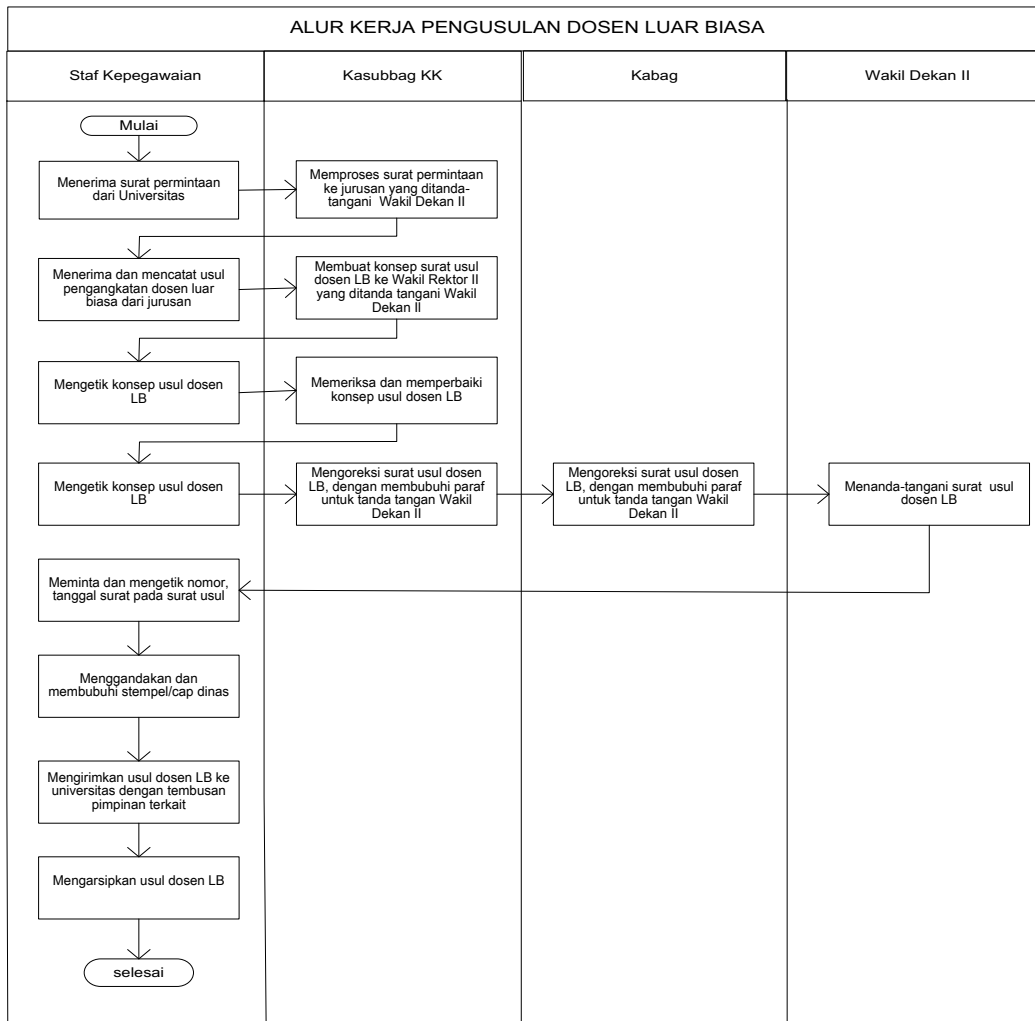 ALUR KERJA PENGUSULAN DOSEN LUAR BIASA
Staf Kepegawaian
Kasubbag KK
Kabag
Wakil Dekan II
Mulai
Menerima surat permintaan
dari Universitas
Memproses surat permintaan
ke jurusan yang ditanda-
tangani Wakil Dekan II
Menerima dan mencatat usul
pengangkatan dosen luar
biasa dari jurusan
Membuat konsep surat usul
dosen LB ke Wakil Rektor II
yang ditanda tangani Wakil
Dekan II
Mengetik konsep usul dosen
LB
Memeriksa dan memperbaiki
konsep usul dosen LB
Mengetik konsep usul dosen
LB
Mengoreksi surat usul dosen
LB, dengan membubuhi paraf
untuk tanda tangan Wakil
Dekan II
Mengoreksi surat usul dosen
LB, dengan membubuhi paraf
untuk tanda tangan Wakil
Dekan II
Menanda-tangani surat usul
dosen LB
Meminta dan mengetik nomor,
tanggal surat pada surat usul
Menggandakan dan
membubuhi stempel/cap dinas
Mengirimkan usul dosen LB ke
universitas dengan tembusan
pimpinan terkait
Mengarsipkan usul dosen LB
selesai